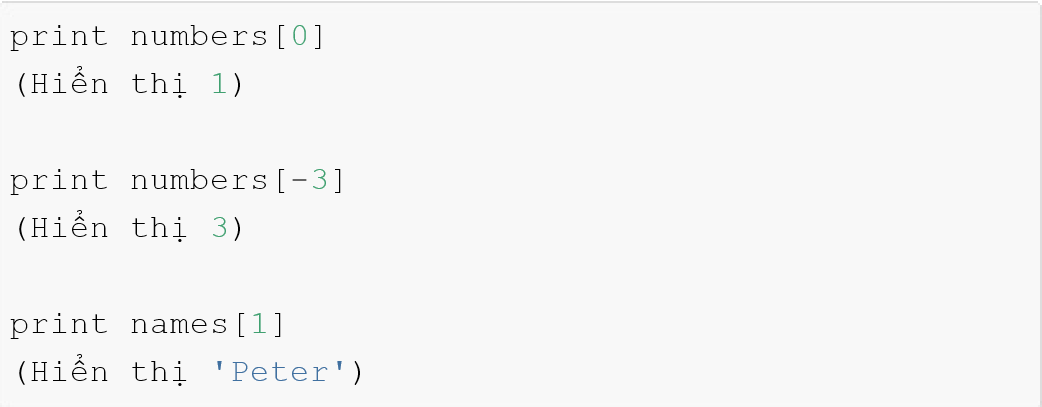 print numbers[0]
(Hiển thị 1)
print numbers[-3]
(Hiển thị 3)
print names[1]
(Hiển thị 'Peter')